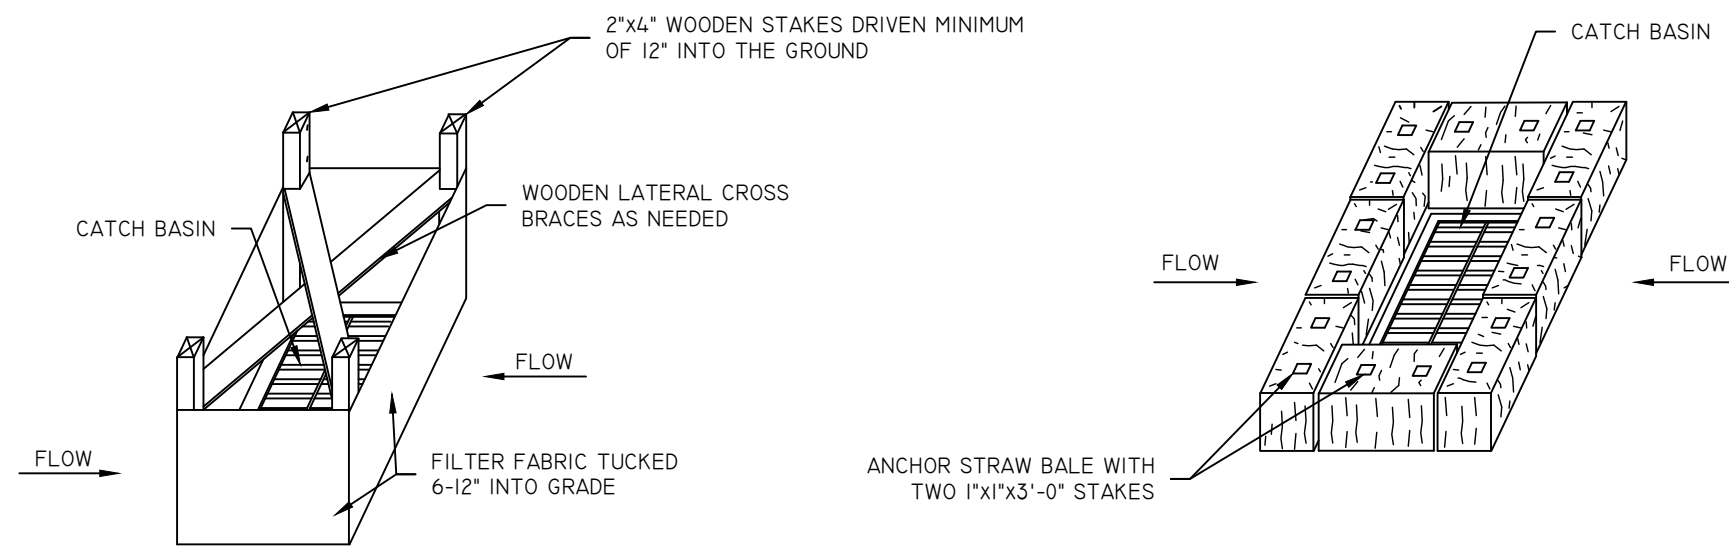 2"x4" WOODEN STAKES DRIVEN MINIMUM
OF 12" INTO THE GROUND
WOODEN LATERAL CROSS
BRACES AS NEEDED
CATCH BASIN
FLOW
FLOW
FILTER FABRIC TUCKED
6-12" INTO GRADE
CATCH BASIN
FLOW
FLOW
ANCHOR STRAW BALE WITH
TWO 1"x1"x3'-0" STAKES